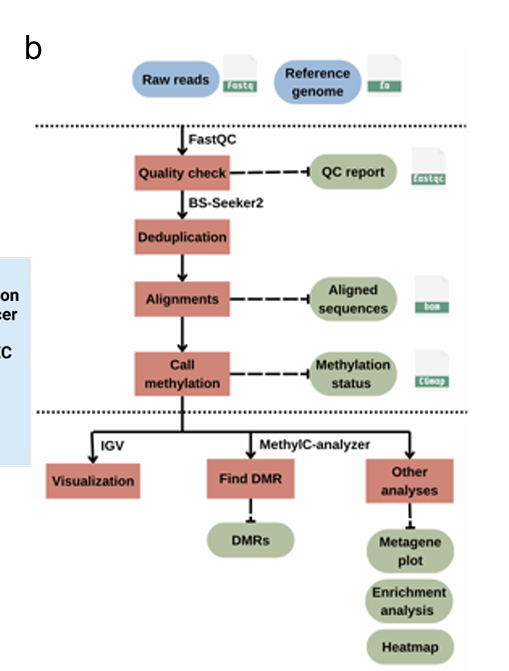 b
Raw reads
Fastq
Reference
genome
fa
FastQC
Quality check
QC report
fastqc
BS-Seeker2
Deduplication
on
cer
Alignments
Aligned
sequences
bam
C
Call
methylation
Methylation
status
CGmap
IGV
MethylC-analyzer
Visualization
Find DMR
Other
analyses
DMRs
Metagene
plot
Enrichment
analysis
Heatmap